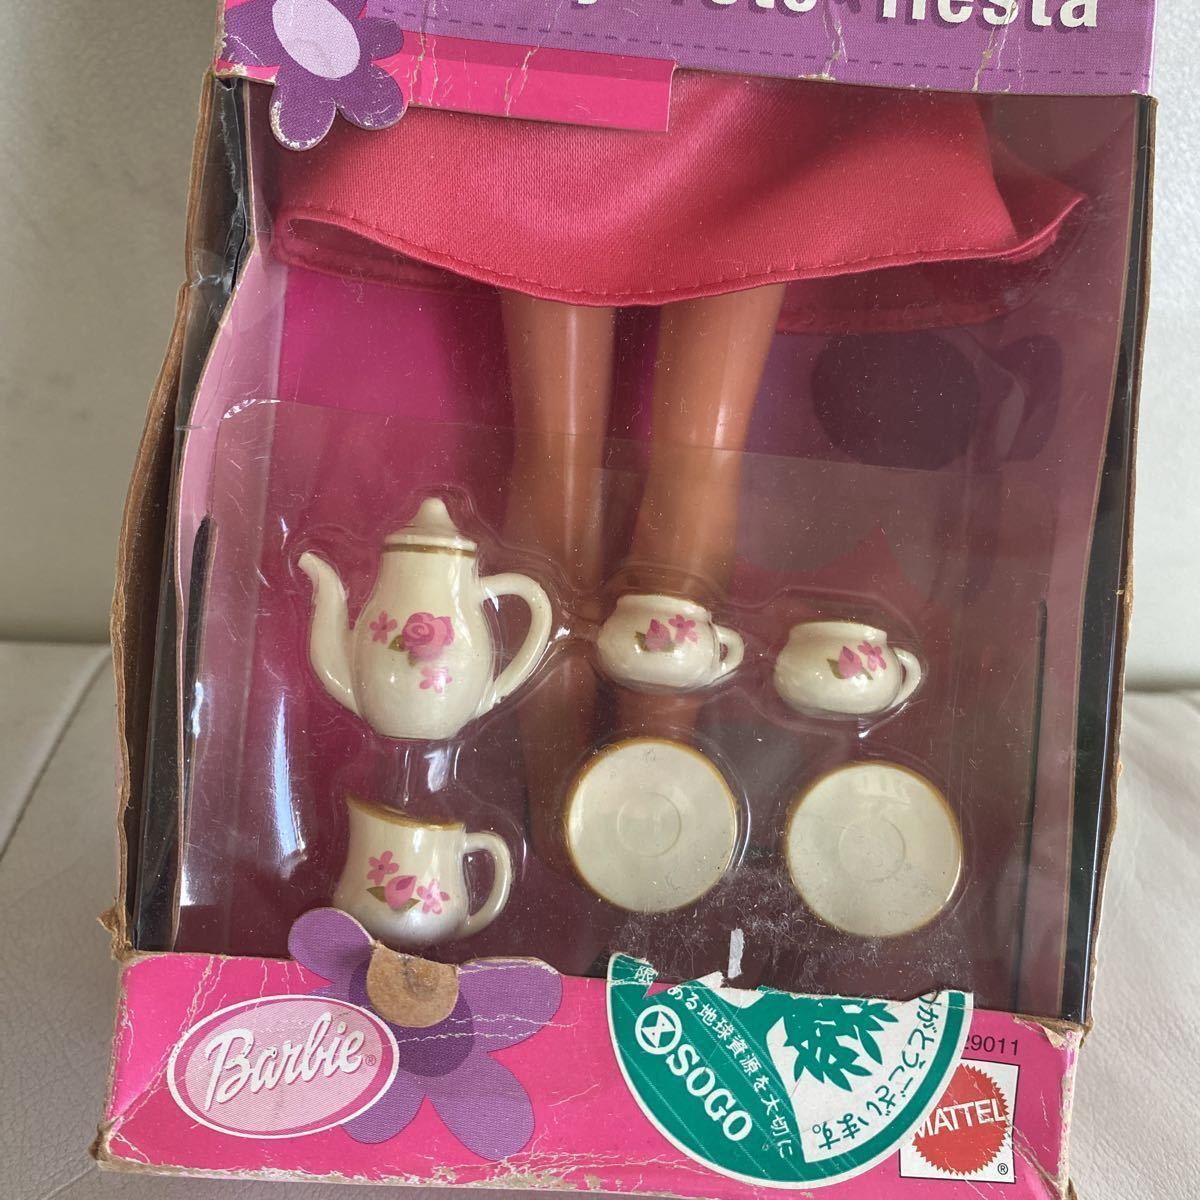 fiesta
Barbie®
限りある地球資源を大切に
SOGO
ありがとうございます。
29011
MATTEL
®